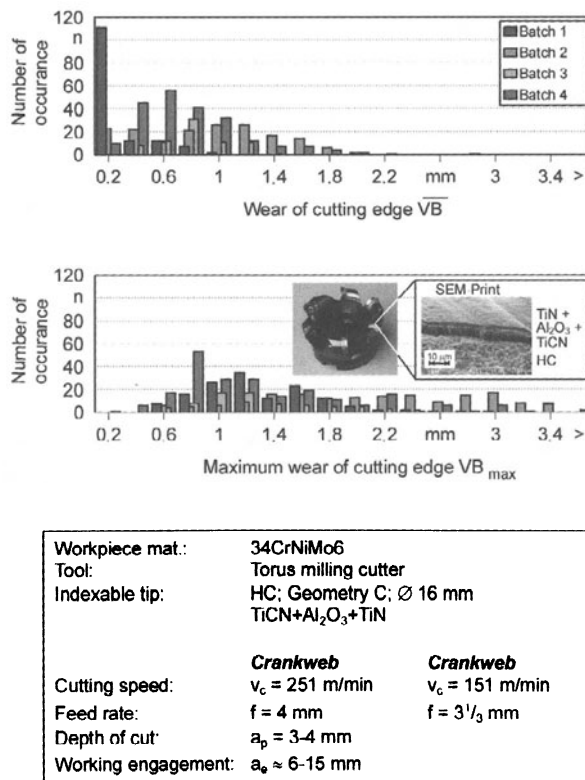 120
n
80
60
40
20
0
Number of
occurance
Batch 1
Batch 2
Batch 3
Batch 4
0.2 0.6 1 1.4 1.8 2.2 mm 3 3.4 >
Wear of cutting edge VB
120
n
80
60
40
20
0
Number of
occurance
SEM-Print
TiN +
Al₂O₃ +
TiCN
HC
10 µm
0.2 0.6 1 1.4 1.8 2.2 mm 3 3.4 >
Maximum wear of cutting edge VB max
Workpiece mat.: 34CrNiMo6
Tool: Torus milling cutter
Indexable tip: HC; Geometry C; Ø 16 mm
TiCN+Al₂O₃+TiN
Crankweb Crankweb
Cutting speed: vc = 251 m/min vc = 151 m/min
Feed rate: f = 4 mm f = 3¹/₃ mm
Depth of cut: ap = 3-4 mm
Working engagement: ae ≈ 6-15 mm